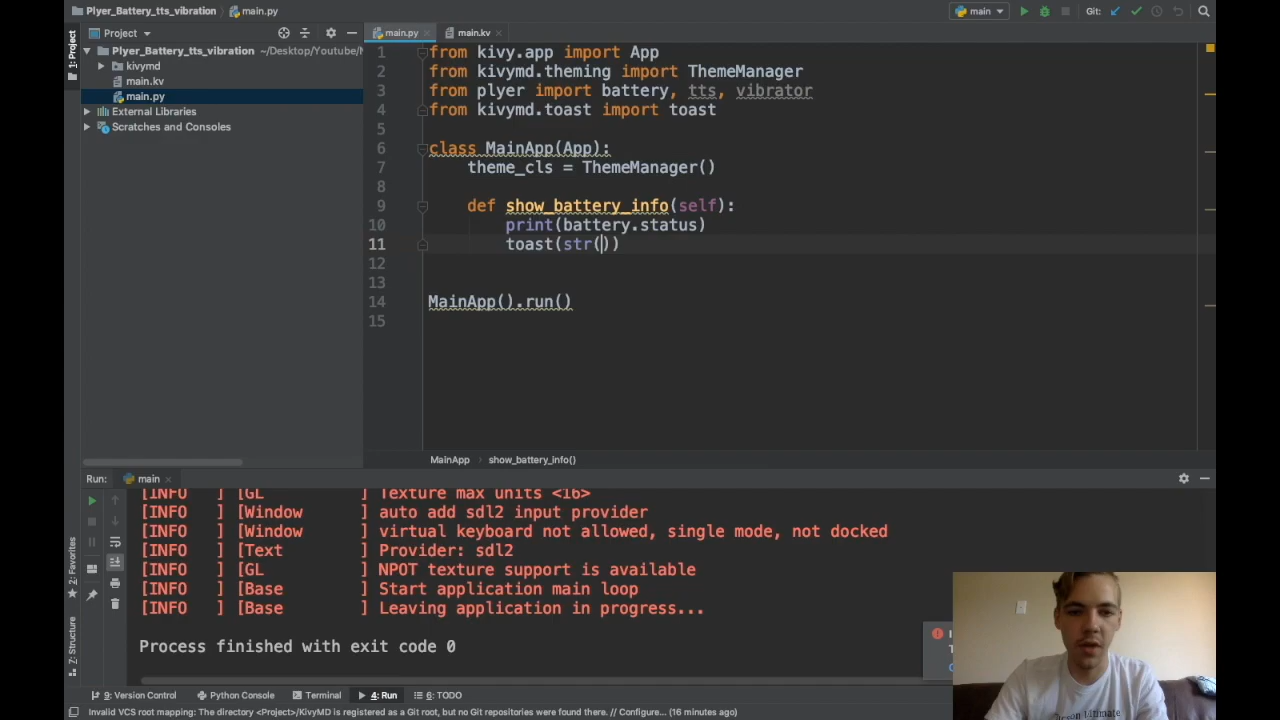 Plyer_Battery_tts_vibration
main.py
main
Git:
Project
main.py
main.kv
1: Project
Plyer_Battery_tts_vibration ~/Desktop/Youtube/
kivymd
main.kv
main.py
External Libraries
Scratches and Consoles
1 from kivy.app import App
2 from kivymd.theming import ThemeManager
3 from plyer import battery, tts, vibrator
4 from kivymd.toast import toast
5
6 class MainApp(App):
7 theme_cls = ThemeManager()
8
9 def show_battery_info(self):
10 print(battery.status)
11 toast(str())
12
13
14 MainApp().run()
15
MainApp
show_battery_info()
Run:
main
[INFO ] [GL ] Texture max units <16>
[INFO ] [Window ] auto add sdl2 input provider
[INFO ] [Window ] virtual keyboard not allowed, single mode, not docked
[INFO ] [Text ] Provider: sdl2
[INFO ] [GL ] NPOT texture support is available
[INFO ] [Base ] Start application main loop
[INFO ] [Base ] Leaving application in progress...
Process finished with exit code 0
2: Favorites
7: Structure
9: Version Control
Python Console
Terminal
4: Run
6: TODO
Invalid VCS root mapping: The directory <Project>/KivyMD is registered as a Git root, but no Git repositories were found there. // Configure... (16 minutes ago)
Ultimate